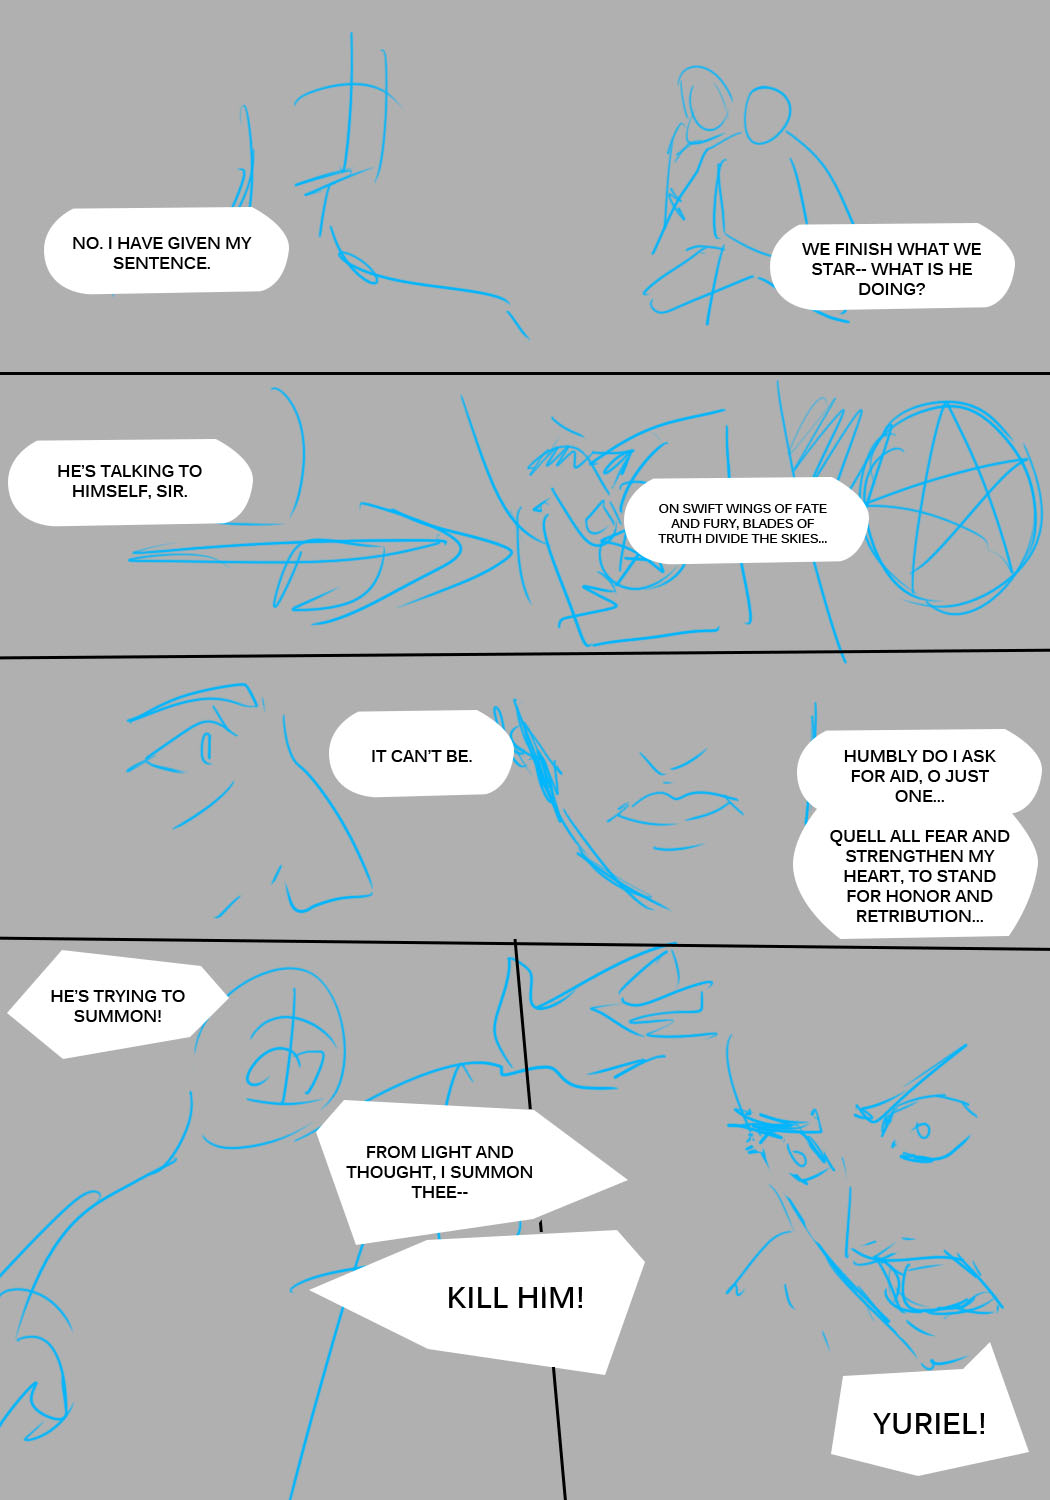 NO. I HAVE GIVEN MY
SENTENCE.
WE FINISH WHAT WE
STAR-- WHAT IS HE
DOING?
HE'S TALKING TO
HIMSELF, SIR.
ON SWIFT WINGS OF FATE
AND FURY, BLADES OF
TRUTH DIVIDE THE SKIES...
IT CAN'T BE.
HUMBLY DO I ASK
FOR AID, O JUST
ONE...
QUELL ALL FEAR AND
STRENGTHEN MY
HEART, TO STAND
FOR HONOR AND
RETRIBUTION...
HE'S TRYING TO
SUMMON!
FROM LIGHT AND
THOUGHT, I SUMMON
THEE--
KILL HIM!
YURIEL!